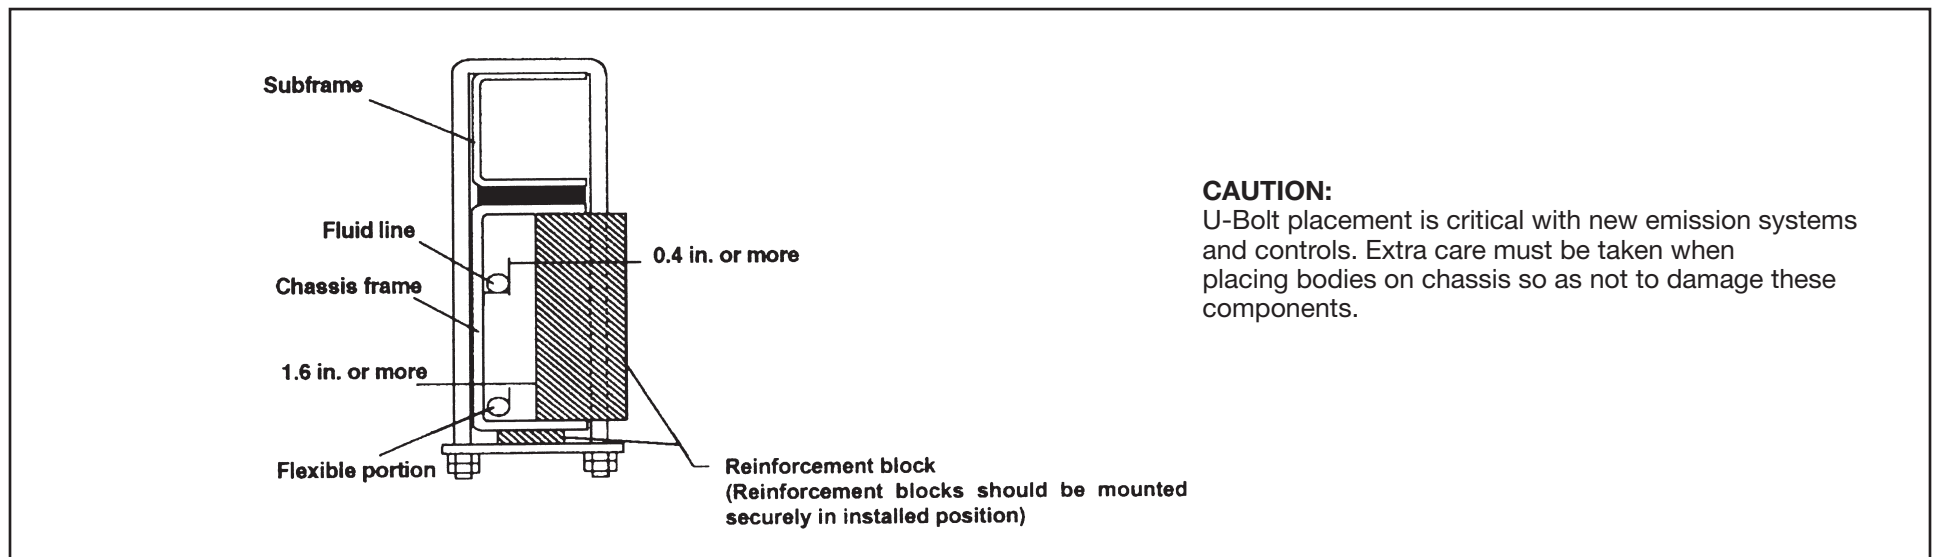 Subframe
Fluid line
0.4 in. or more
Chassis frame
1.6 in. or more
Flexible portion
Reinforcement block
(Reinforcement blocks should be mounted
securely in installed position)
CAUTION:
U-Bolt placement is critical with new emission systems
and controls. Extra care must be taken when
placing bodies on chassis so as not to damage these
components.